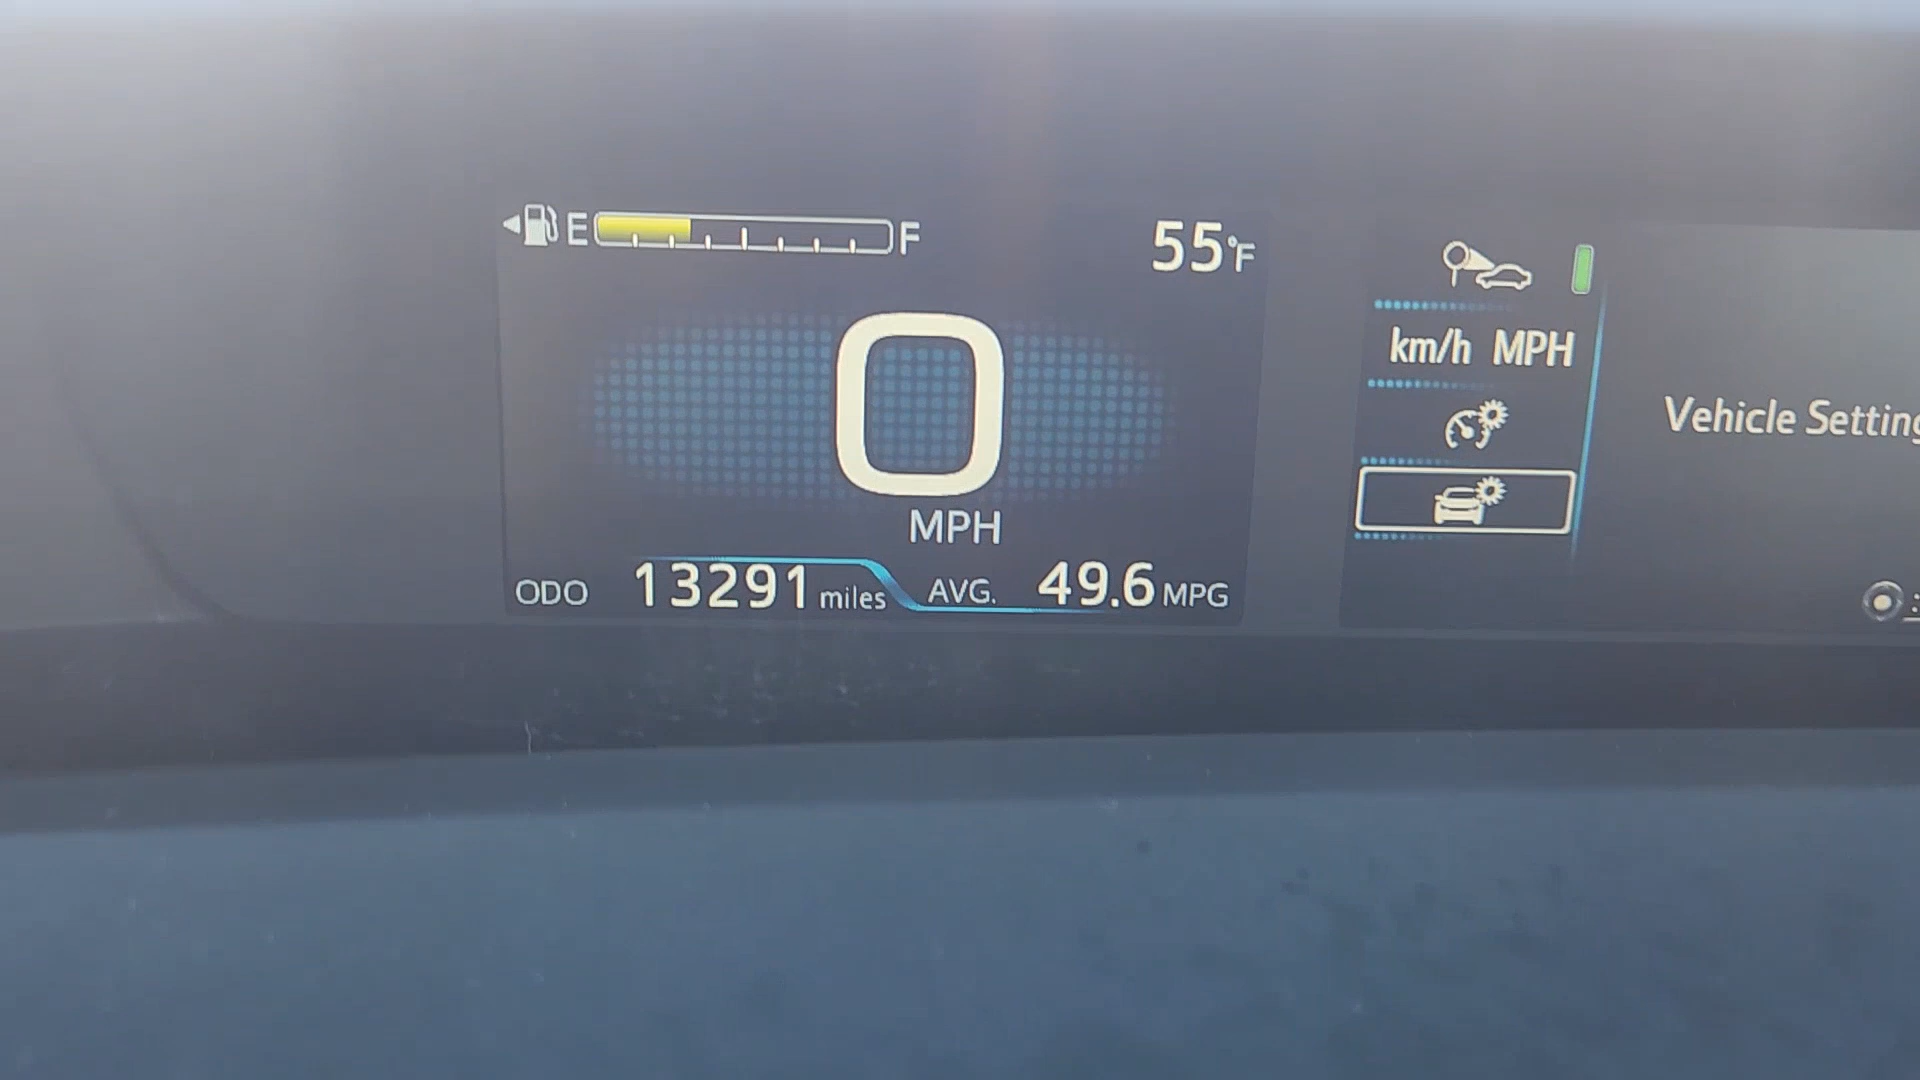 E F 55°F
0
MPH
ODO 13291 miles AVG. 49.6 MPG
km/h MPH
Vehicle Setting